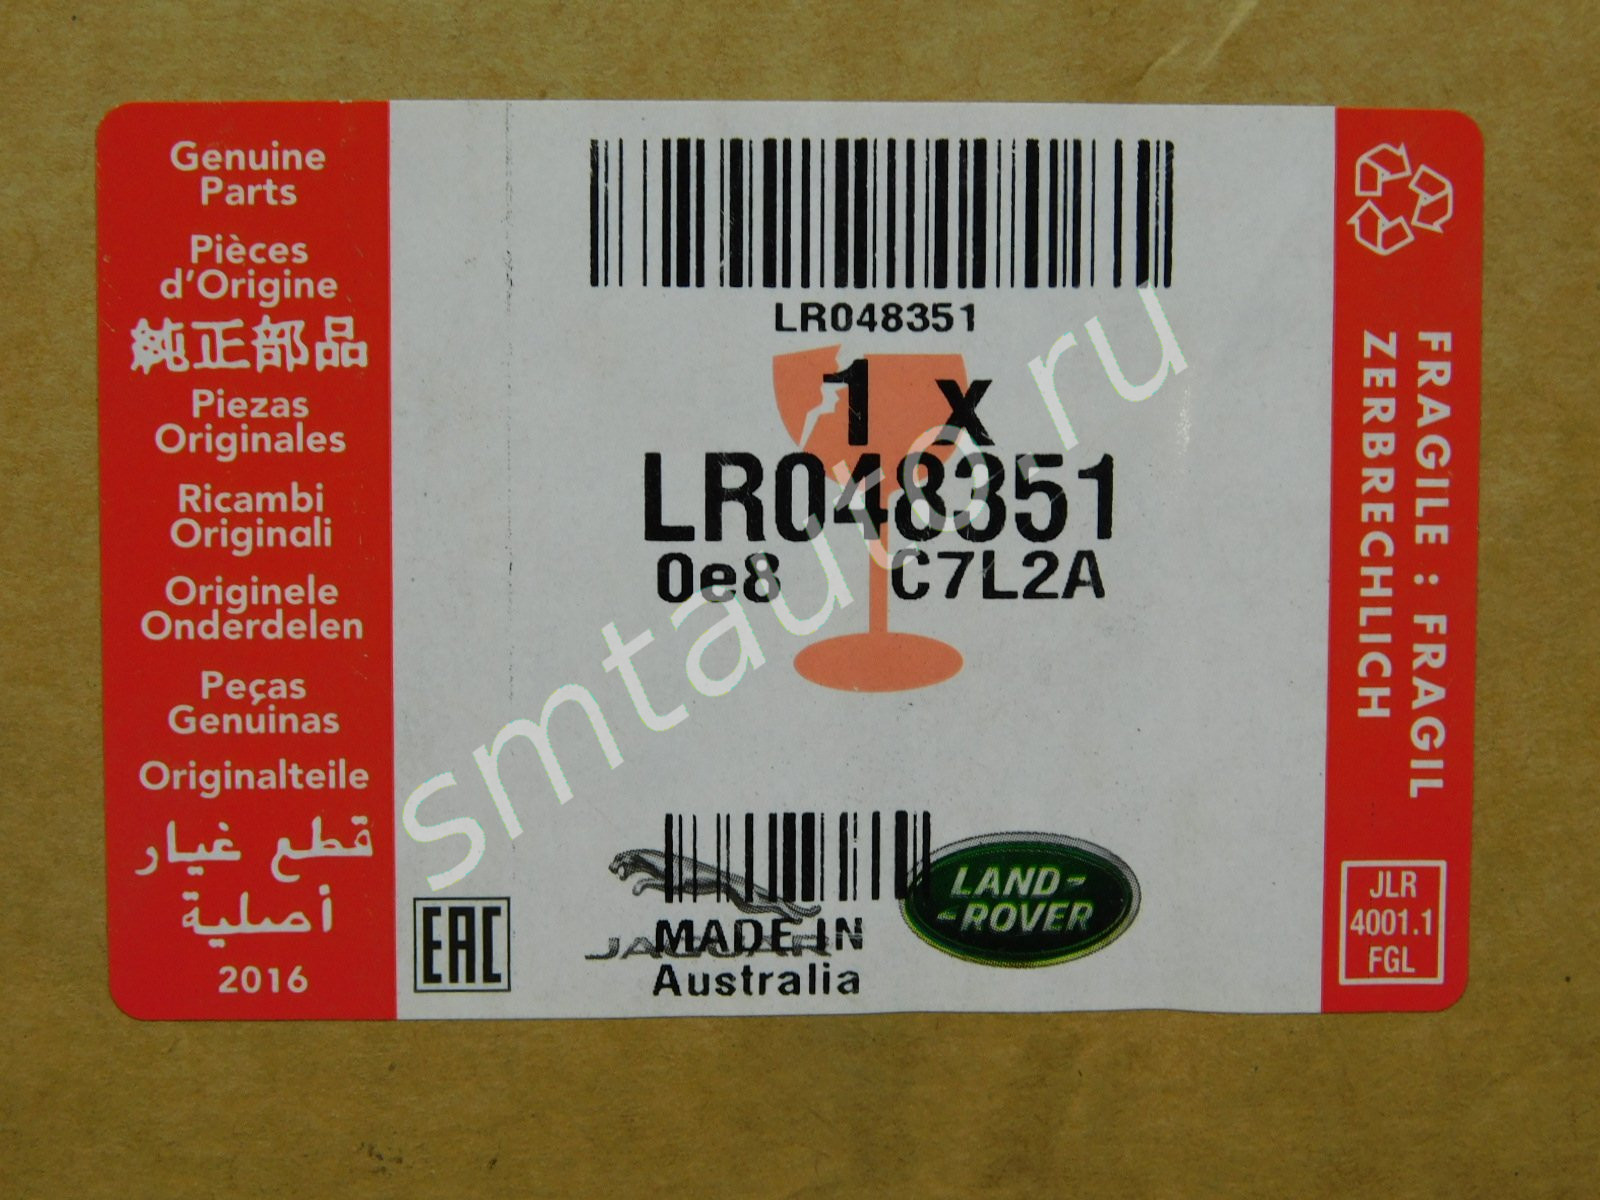 Genuine
Parts
Pièces
d'Origine
純正部品
Piezas
Originales
Ricambi
Originali
Originele
Onderdelen
Peças
Genuinas
Originalteile
قطع غيار
أصلية
2016
LR048351
1 x
LR048351
0e8 C7L2A
smtauto.ru
EAC
JAGUAR
MADE IN
Australia
LAND-
-ROVER
FRAGILE : FRAGIL
ZERBRECHLICH
JLR
4001.1
FGL